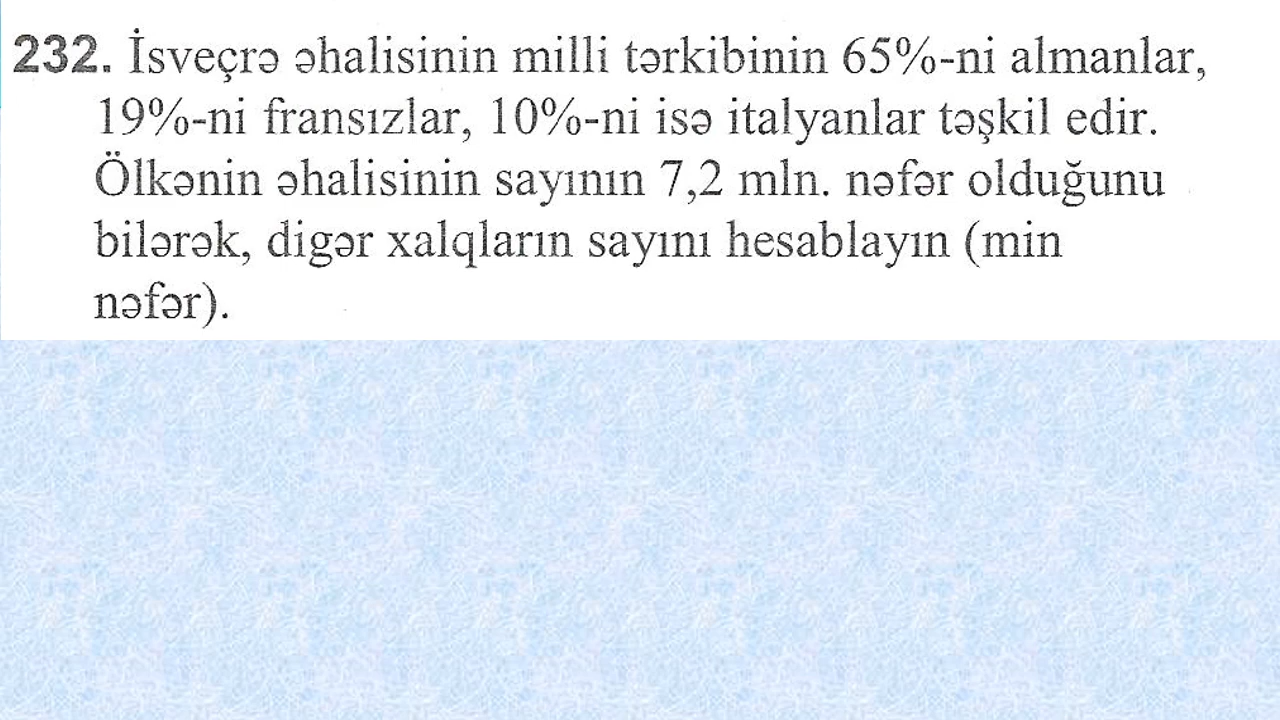 232. İsveçrə əhalisinin milli tərkibinin 65%-ni almanlar,
19%-ni fransızlar, 10%-ni isə italyanlar təşkil edir.
Ölkənin əhalisinin sayının 7,2 mln. nəfər olduğunu
bilərək, digər xalqların sayını hesablayın (min
nəfər).